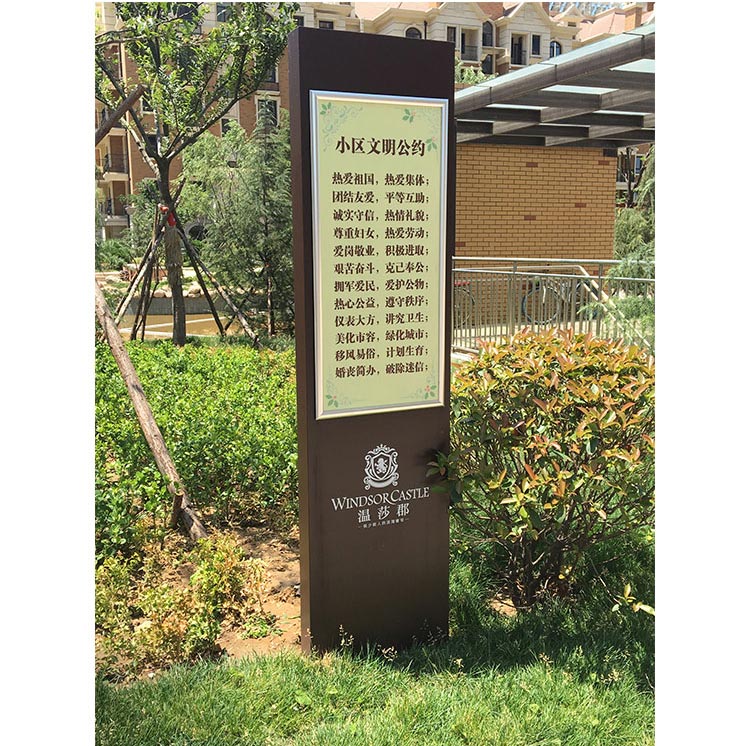 小区文明公约
热爱祖国，热爱集体；
团结友爱，平等互助；
诚实守信，热情礼貌；
尊重妇女，热爱劳动；
爱岗敬业，积极进取；
艰苦奋斗，克己奉公；
拥军爱民，爱护公物；
热心公益，遵守秩序；
仪表大方，讲究卫生；
美化市容，绿化城市；
移风易俗，计划生育；
婚丧简办，破除迷信；
WINDSOR CASTLE
温莎郡